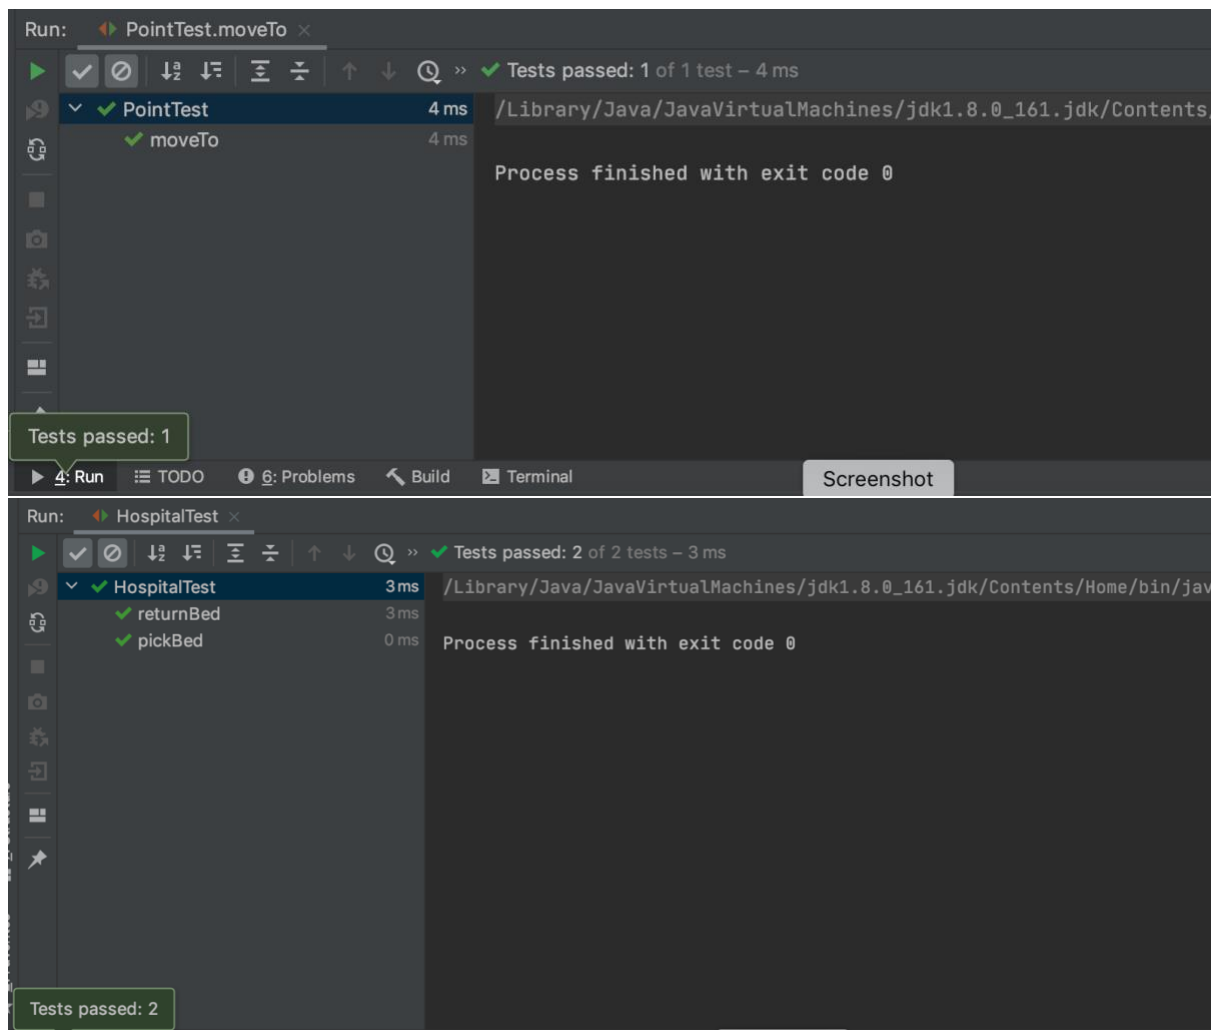 Run: PointTest.moveTo ×
» Tests passed: 1 of 1 test – 4 ms
PointTest 4 ms /Library/Java/JavaVirtualMachines/jdk1.8.0_161.jdk/Contents/
moveTo 4 ms
Process finished with exit code 0
Tests passed: 1
4: Run TODO 6: Problems Build Terminal
Screenshot
Run: HospitalTest ×
» Tests passed: 2 of 2 tests – 3 ms
HospitalTest 3 ms /Library/Java/JavaVirtualMachines/jdk1.8.0_161.jdk/Contents/Home/bin/jav
returnBed 3 ms
pickBed 0 ms Process finished with exit code 0
Tests passed: 2